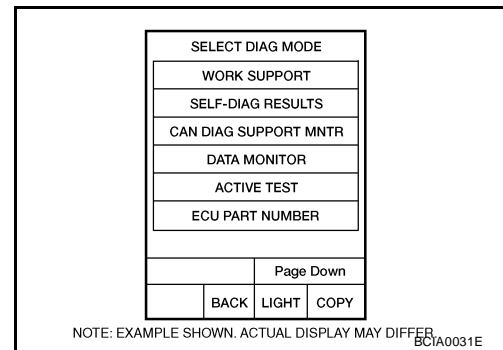 SELECT DIAG MODE
WORK SUPPORT
SELF-DIAG RESULTS
CAN DIAG SUPPORT MNTR
DATA MONITOR
ACTIVE TEST
ECU PART NUMBER
Page Down
BACK LIGHT COPY
NOTE: EXAMPLE SHOWN. ACTUAL DISPLAY MAY DIFFER.
BCIA0031E